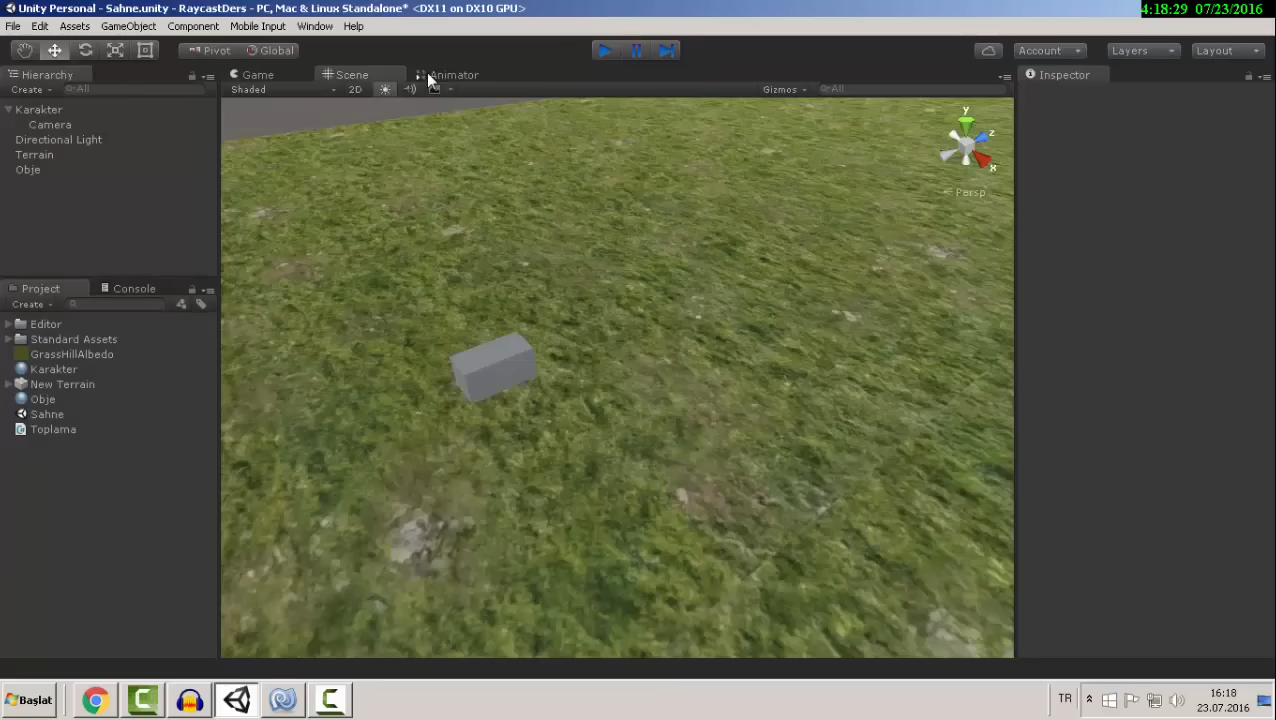 Unity Personal - Sahne.unity - RaycastDers - PC, Mac & Linux Standalone* <DX11 on DX10 GPU>
4:18:29 07/23/2016
File Edit Assets GameObject Component Mobile Input Window Help
Pivot Global Account Layers Layout
Hierarchy Game Scene Animator Inspector
Create All Shaded 2D Gizmos All
Karakter
Camera
Directional Light
Terrain
Obje
y
z
x
Persp
Project Console
Create
Editor
Standard Assets
GrassHillAlbedo
Karakter
New Terrain
Obje
Sahne
Toplama
Başlat
TR
16:18
23.07.2016